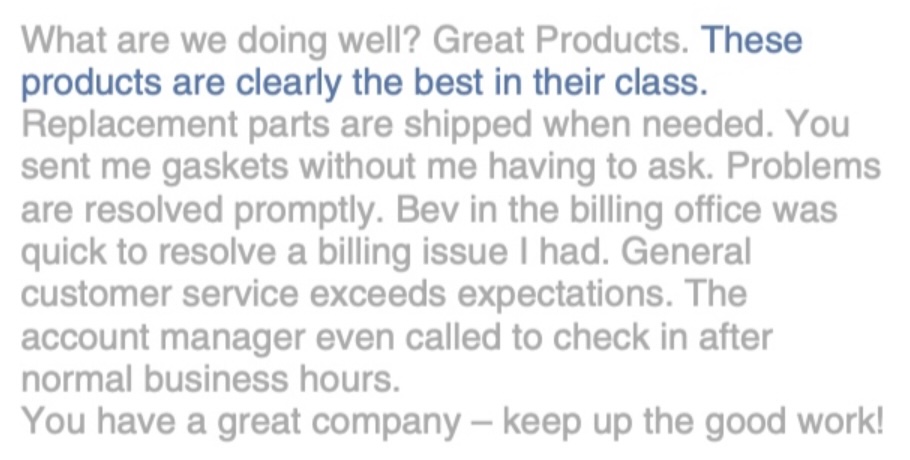 What are we doing well? Great Products. These
products are clearly the best in their class.
Replacement parts are shipped when needed. You
sent me gaskets without me having to ask. Problems
are resolved promptly. Bev in the billing office was
quick to resolve a billing issue I had. General
customer service exceeds expectations. The
account manager even called to check in after
normal business hours.
You have a great company – keep up the good work!